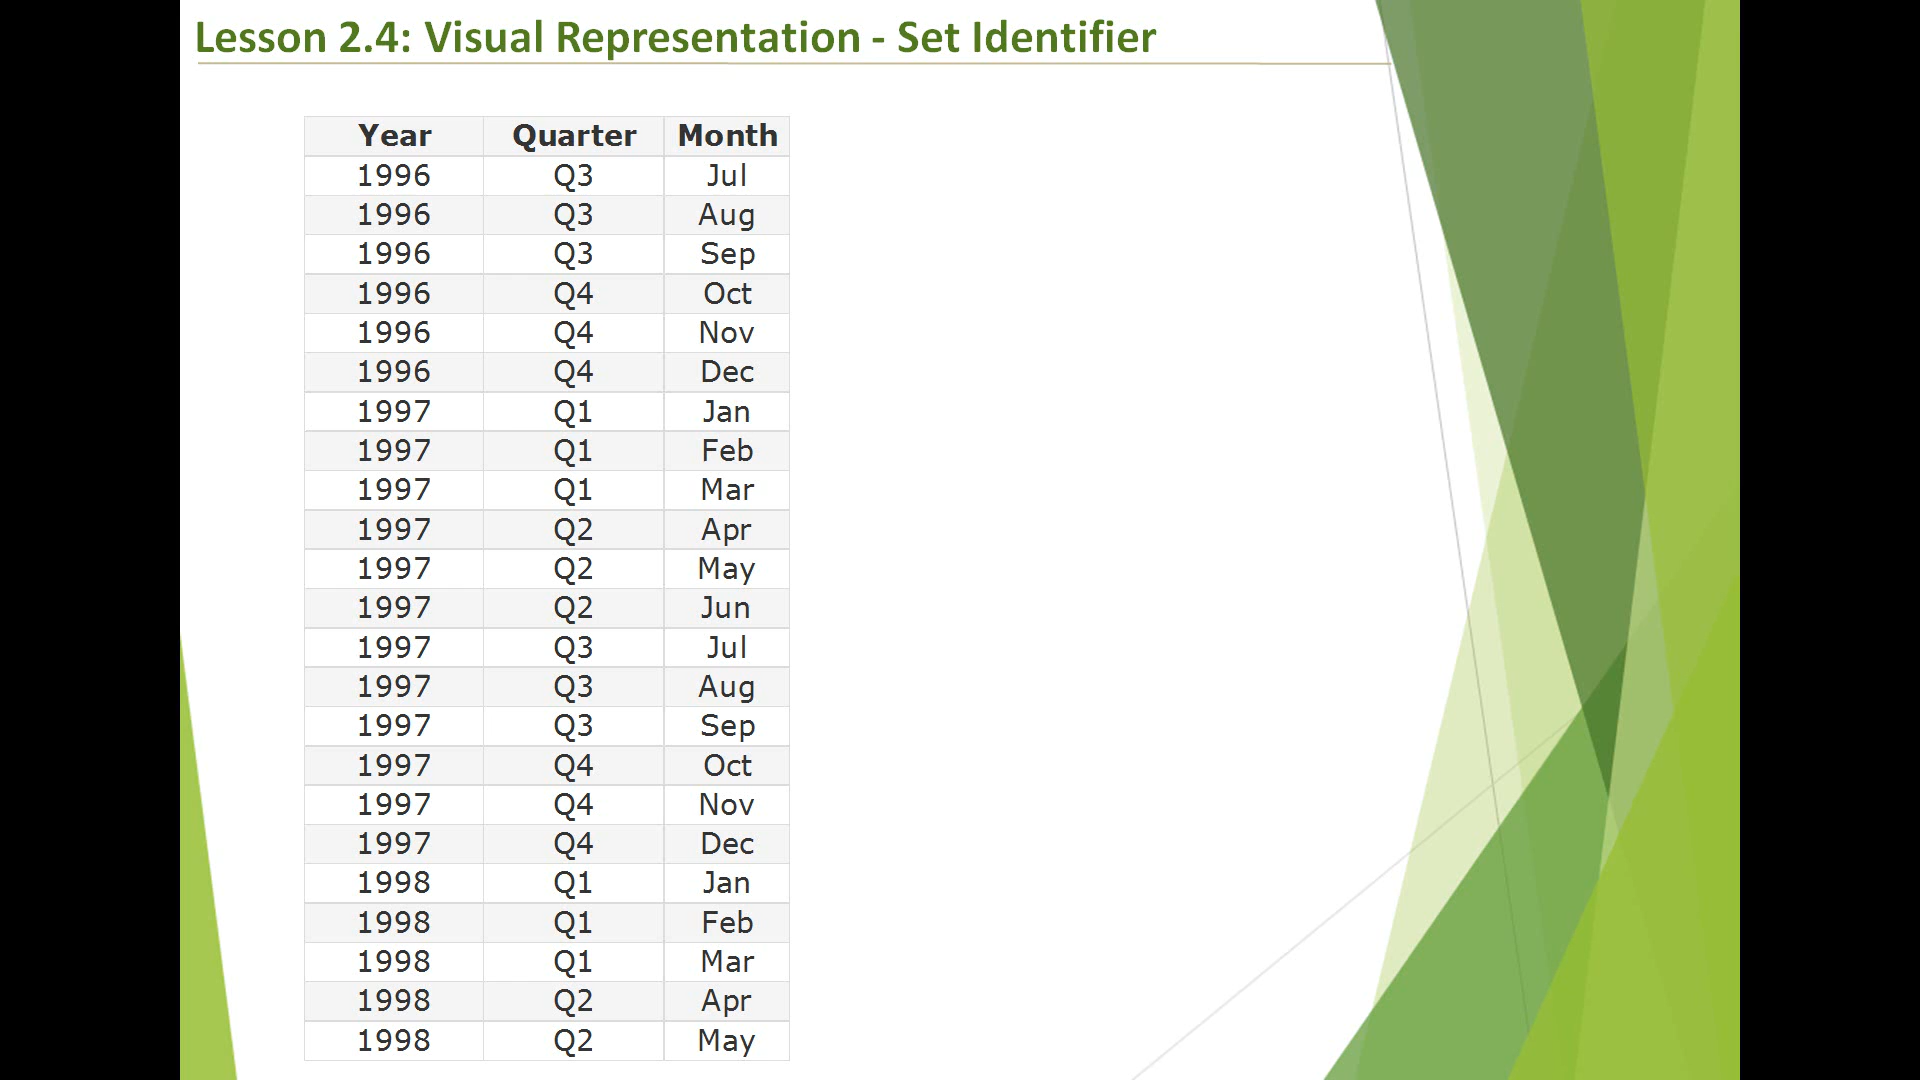 Lesson 2.4: Visual Representation - Set Identifier
Year Quarter Month
1996 Q3 Jul
1996 Q3 Aug
1996 Q3 Sep
1996 Q4 Oct
1996 Q4 Nov
1996 Q4 Dec
1997 Q1 Jan
1997 Q1 Feb
1997 Q1 Mar
1997 Q2 Apr
1997 Q2 May
1997 Q2 Jun
1997 Q3 Jul
1997 Q3 Aug
1997 Q3 Sep
1997 Q4 Oct
1997 Q4 Nov
1997 Q4 Dec
1998 Q1 Jan
1998 Q1 Feb
1998 Q1 Mar
1998 Q2 Apr
1998 Q2 May